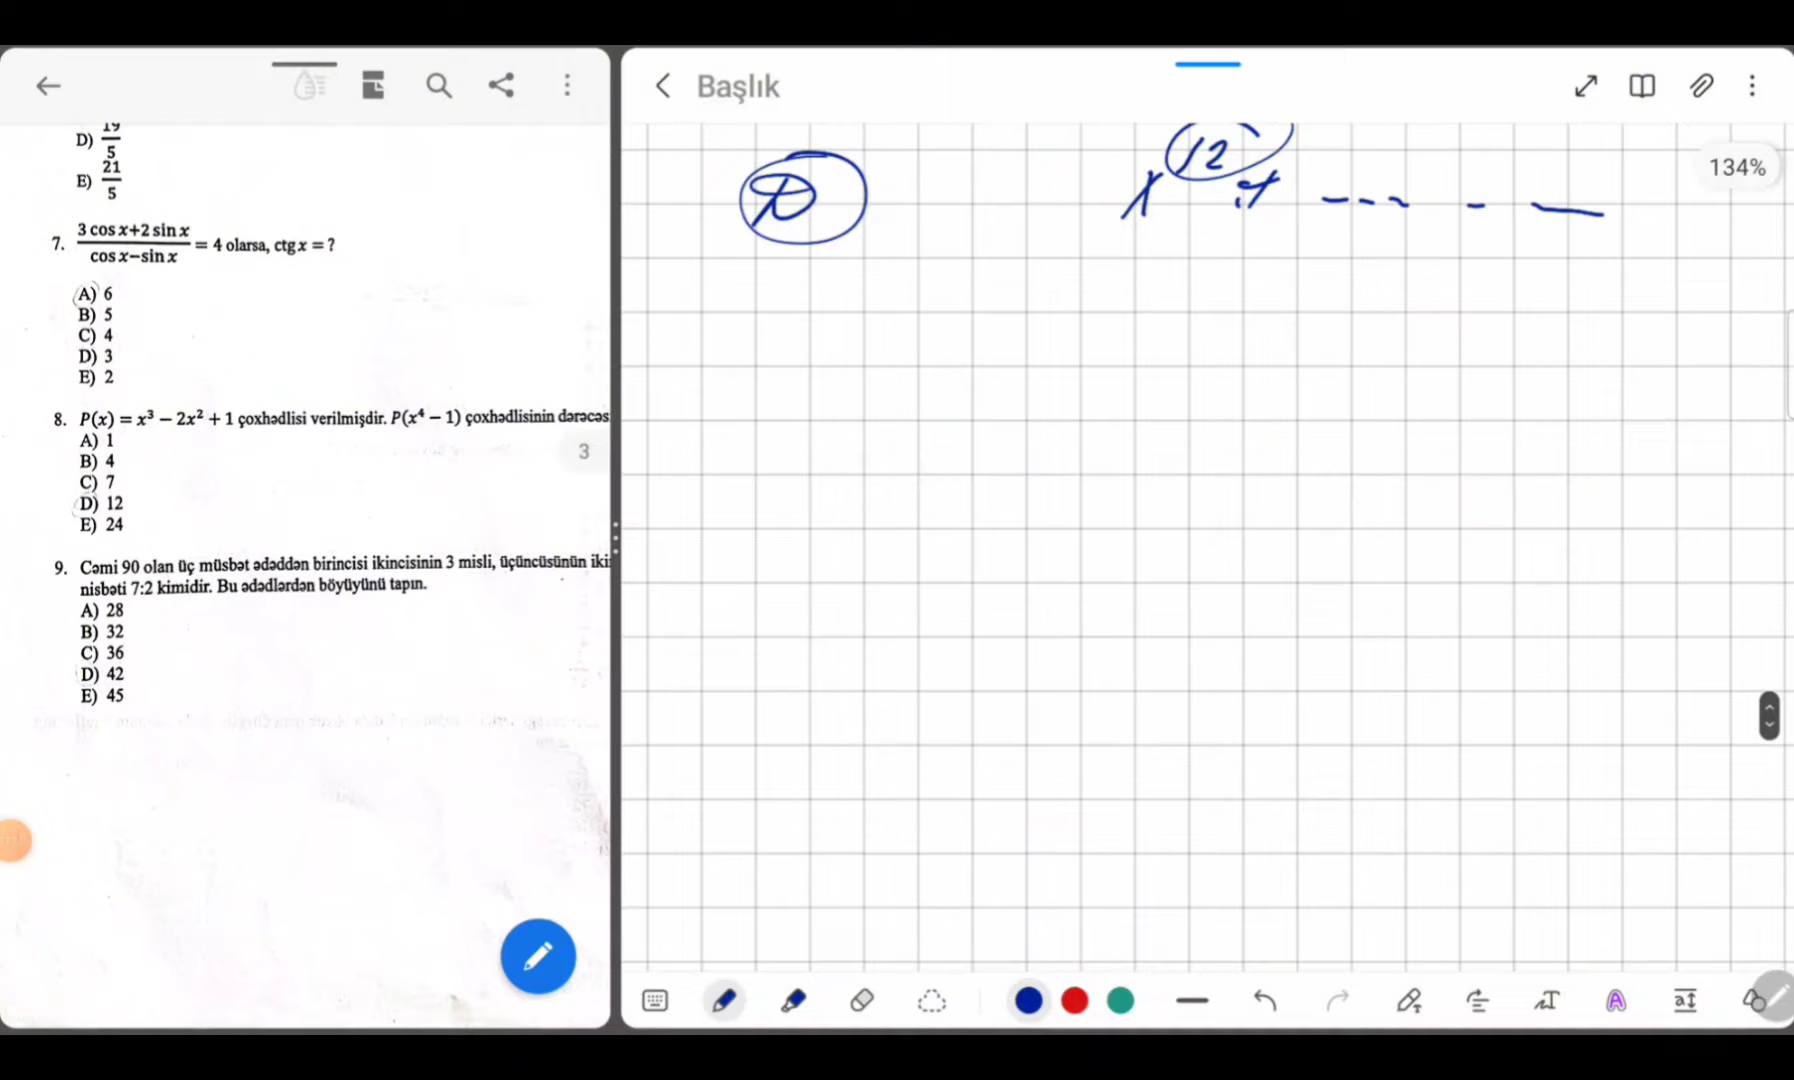 Başlık
134%
D) 19/5
E) 21/5
7. (3 cos x+2 sin x)/(cos x−sin x) = 4 olarsa, ctg x = ?
A) 6
B) 5
C) 4
D) 3
E) 2
8. P(x) = x³ − 2x² + 1 çoxhədlisi verilmişdir. P(x⁴ − 1) çoxhədlisinin dərəcəs
A) 1
B) 4
C) 7
D) 12
E) 24
3
9. Cəmi 90 olan üç müsbət ədəddən birincisi ikincisinin 3 misli, üçüncüsünün iki
nisbəti 7:2 kimidir. Bu ədədlərdən böyüyünü tapın.
A) 28
B) 32
C) 36
D) 42
E) 45
D
x¹²